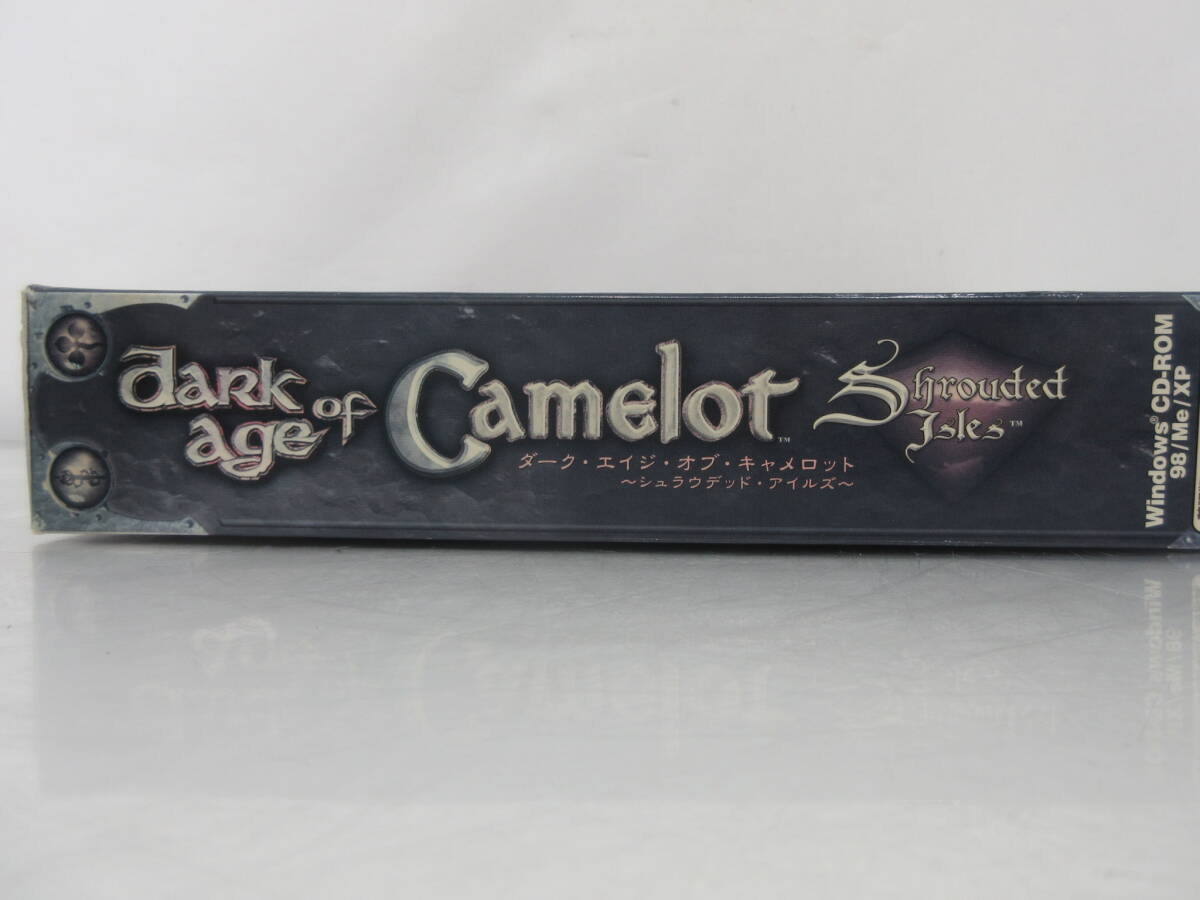 dark age of Camelot™
Shrouded Isles™
ダーク・エイジ・オブ・キャメロット
～シュラウデッド・アイルズ～
Windows® CD-ROM
98/Me/XP